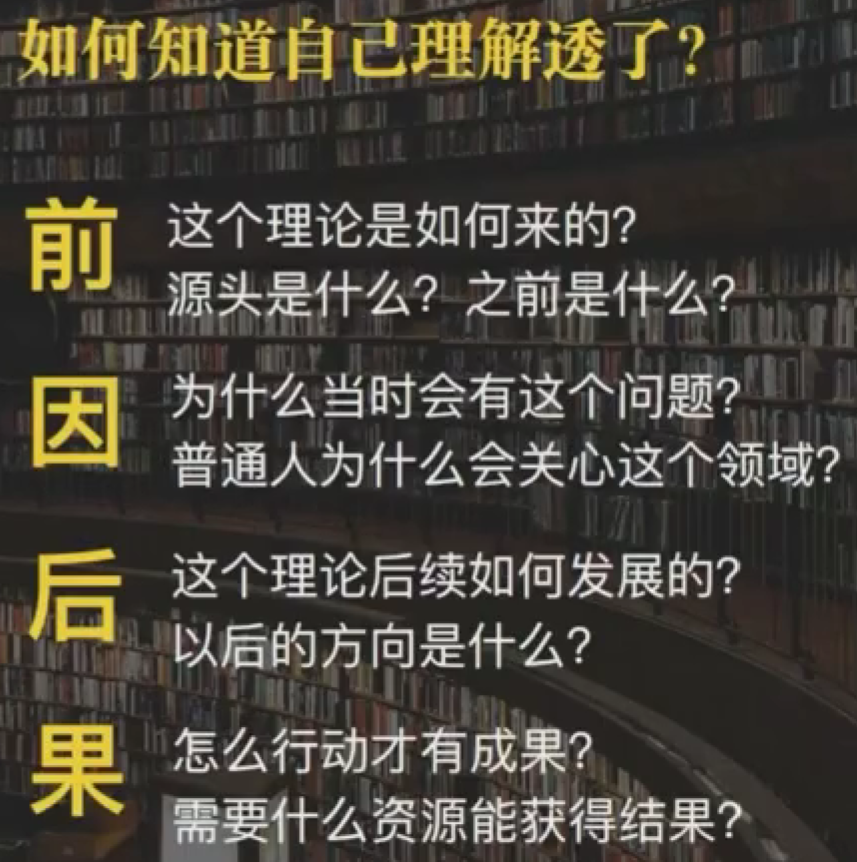 如何知道自己理解透了?
前
这个理论是如何来的?
源头是什么?之前是什么?
因
为什么当时会有这个问题?
普通人为什么会关心这个领域?
后
这个理论后续如何发展的?
以后的方向是什么?
果
怎么行动才有成果?
需要什么资源能获得结果?